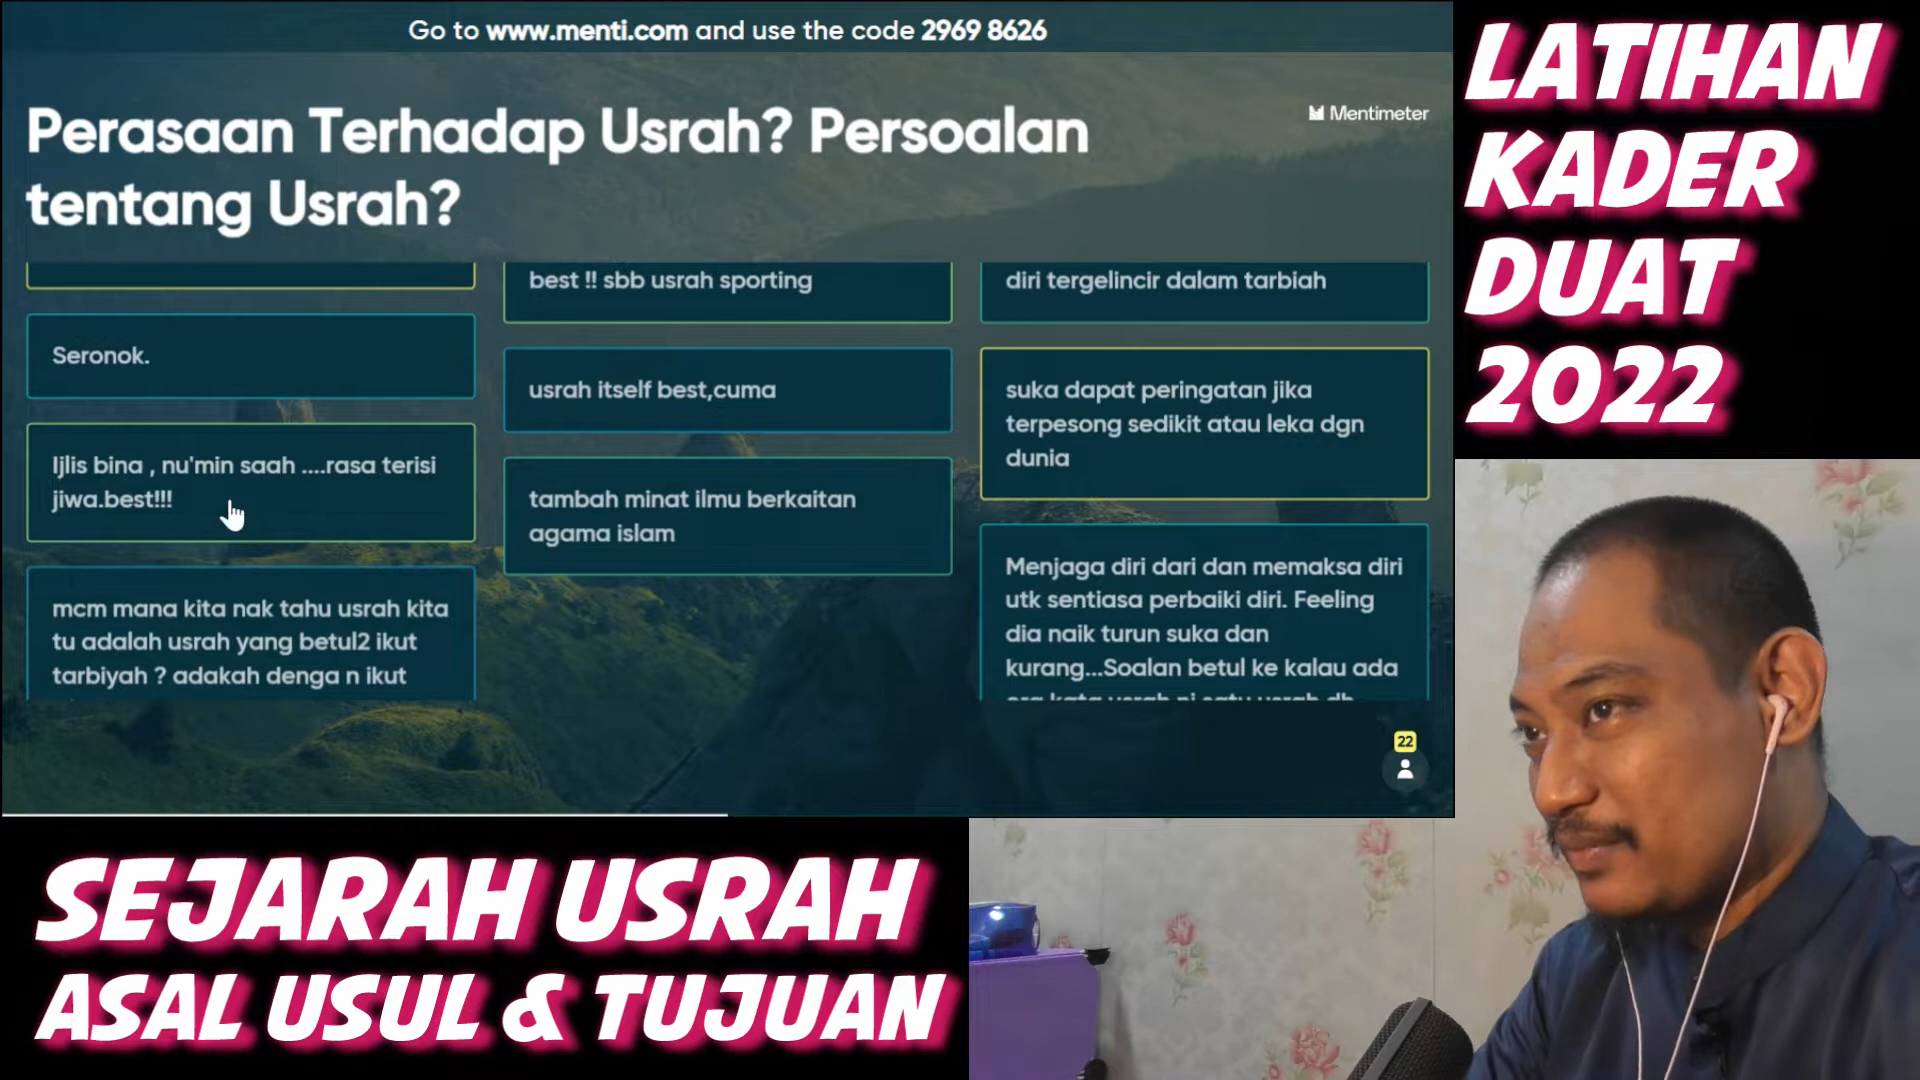 Go to www.menti.com and use the code 2969 8626
Mentimeter
Perasaan Terhadap Usrah? Persoalan
tentang Usrah?
Seronok.
Ijlis bina , nu'min saah ....rasa terisi
jiwa.best!!!
mcm mana kita nak tahu usrah kita
tu adalah usrah yang betul2 ikut
tarbiyah ? adakah denga n ikut
best !! sbb usrah sporting
usrah itself best,cuma
tambah minat ilmu berkaitan
agama islam
diri tergelincir dalam tarbiah
suka dapat peringatan jika
terpesong sedikit atau leka dgn
dunia
Menjaga diri dari dan memaksa diri
utk sentiasa perbaiki diri. Feeling
dia naik turun suka dan
kurang...Soalan betul ke kalau ada
22
LATIHAN
KADER
DUAT
2022
SEJARAH USRAH
ASAL USUL & TUJUAN